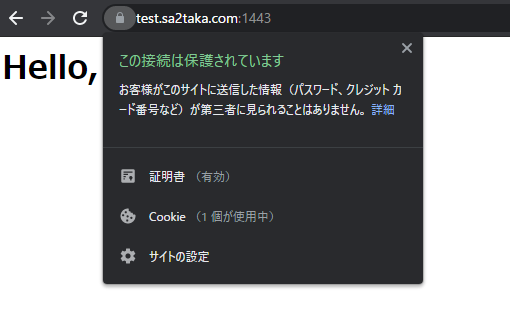 test.sa2taka.com:1443
Hello,
この接続は保護されています
お客様がこのサイトに送信した情報（パスワード、クレジット カ
ード番号など）が第三者に見られることはありません。 詳細
証明書 （有効）
Cookie （1 個が使用中）
サイトの設定